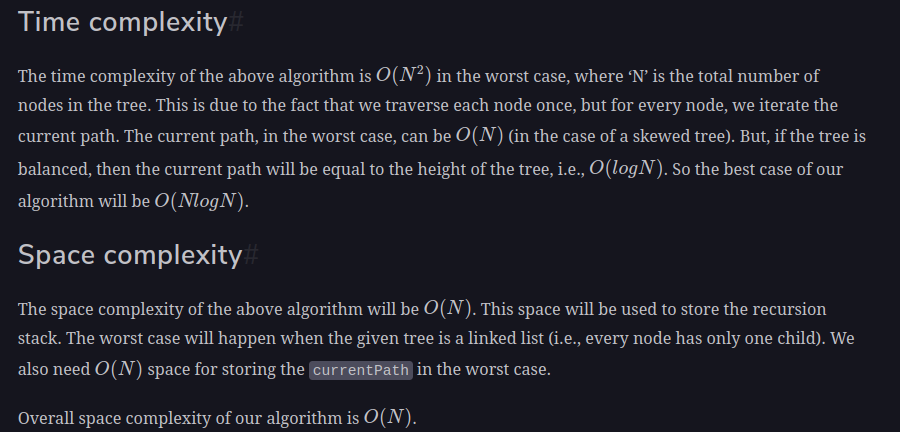 Time complexity#
The time complexity of the above algorithm is O(N²) in the worst case, where ‘N’ is the total number of
nodes in the tree. This is due to the fact that we traverse each node once, but for every node, we iterate the
current path. The current path, in the worst case, can be O(N) (in the case of a skewed tree). But, if the tree is
balanced, then the current path will be equal to the height of the tree, i.e., O(logN). So the best case of our
algorithm will be O(NlogN).
Space complexity#
The space complexity of the above algorithm will be O(N). This space will be used to store the recursion
stack. The worst case will happen when the given tree is a linked list (i.e., every node has only one child). We
also need O(N) space for storing the currentPath in the worst case.
Overall space complexity of our algorithm is O(N).